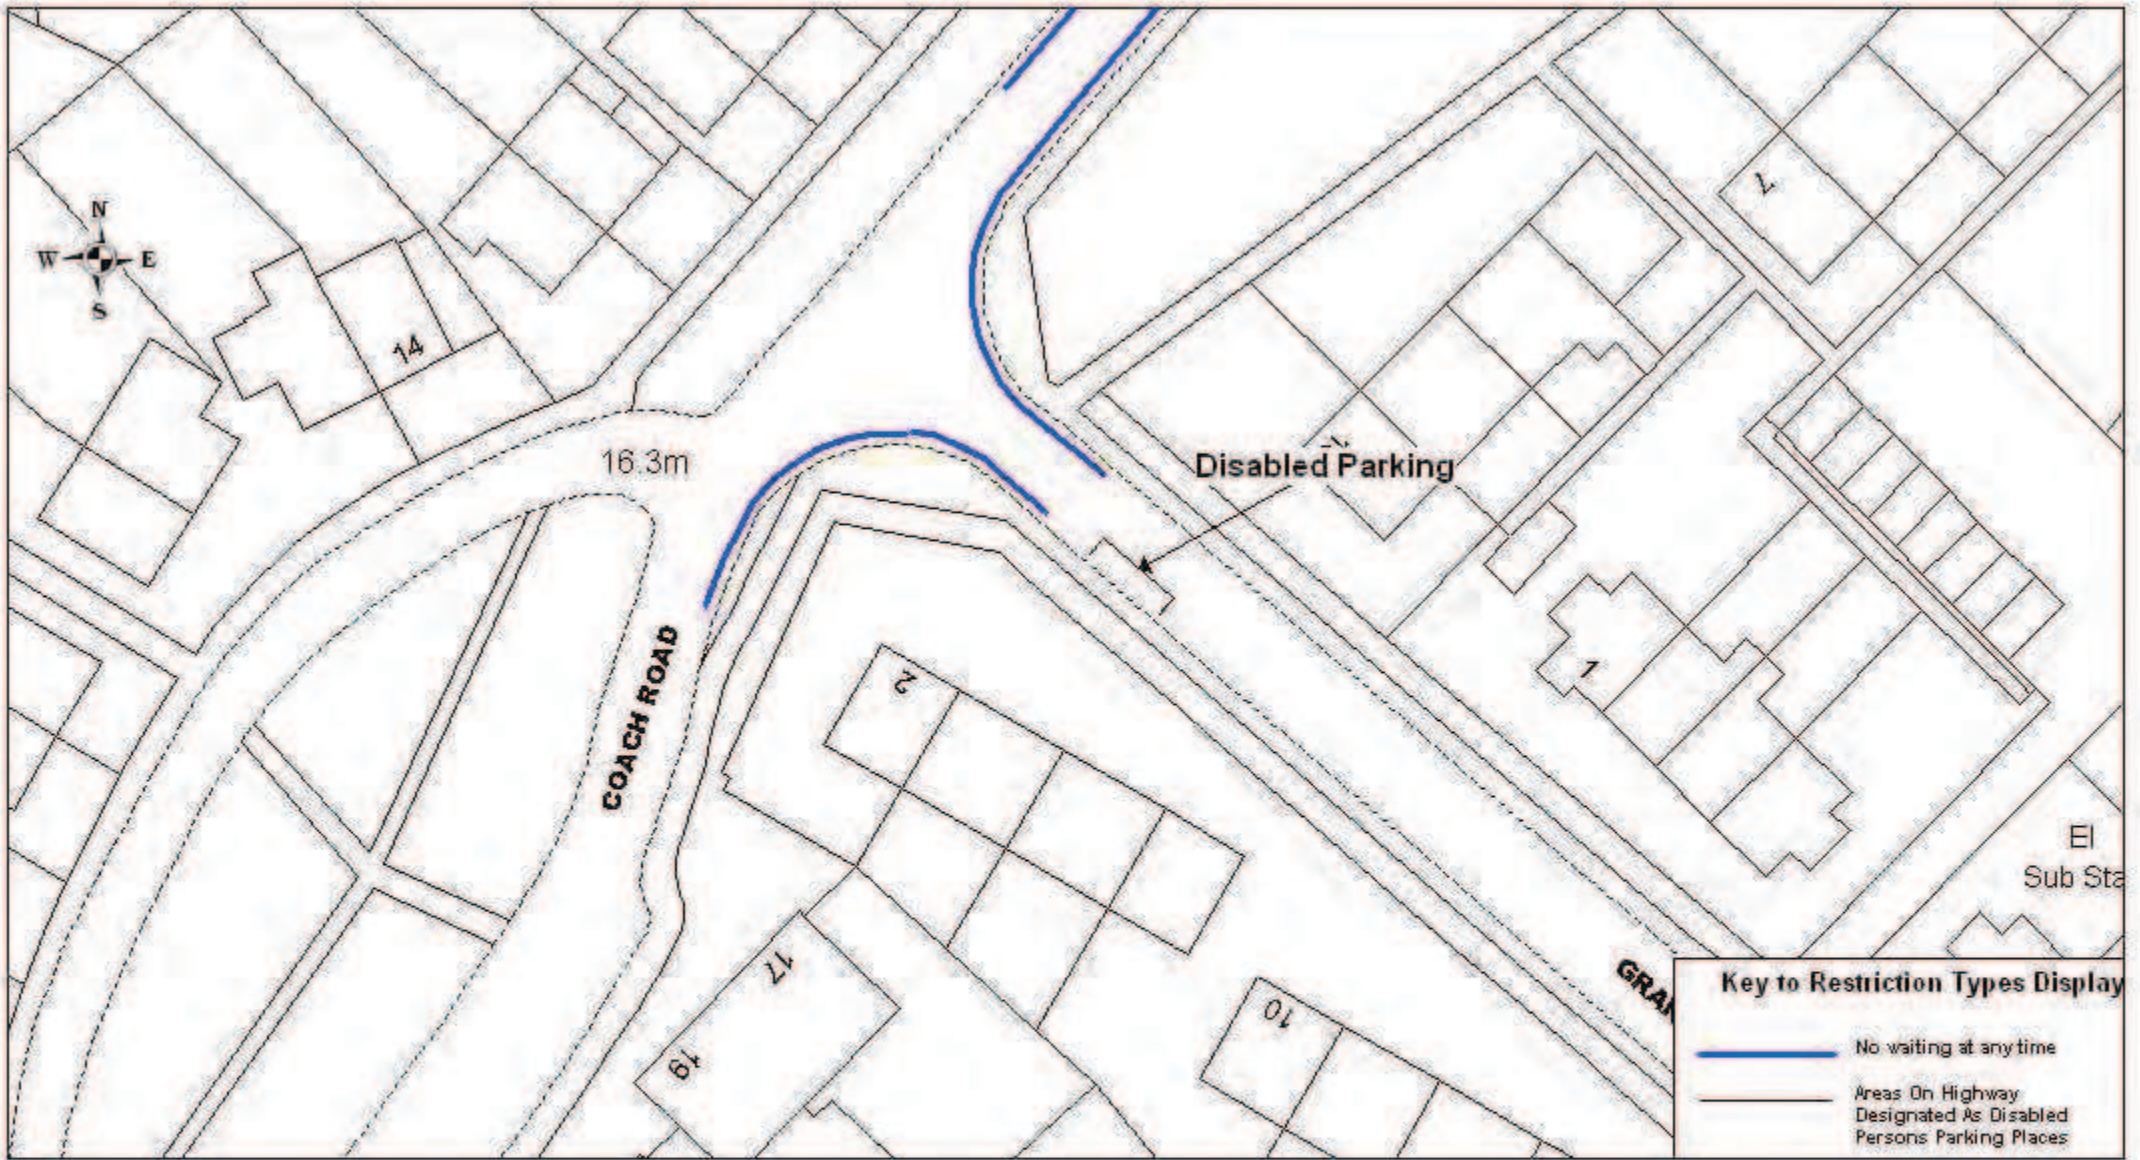 N
W E
S
14
7
16.3m
Disabled Parking
COACH ROAD
2
1
El
Sub Sta
17
19
10
GRAN
Key to Restriction Types Display
No waiting at any time
Areas On Highway
Designated As Disabled
Persons Parking Places